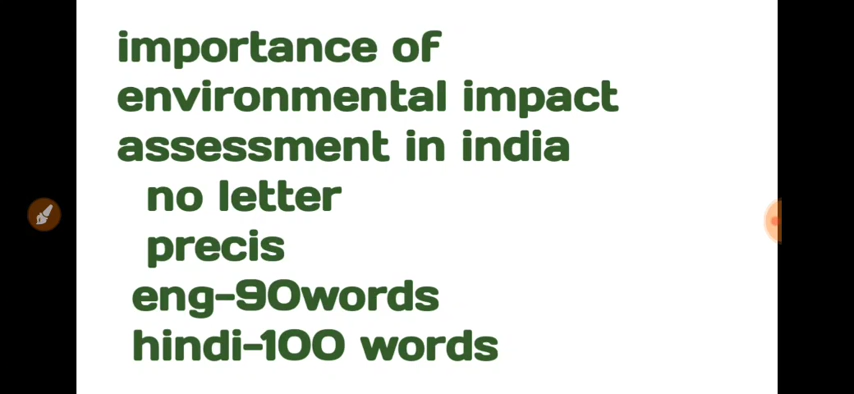 importance of
environmental impact
assessment in india
no letter
precis
eng-90words
hindi-100 words